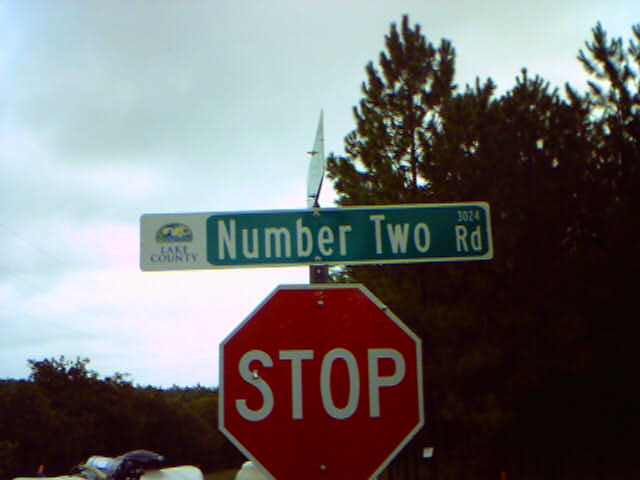 LAKE
COUNTY
Number Two Rd
3024
STOP